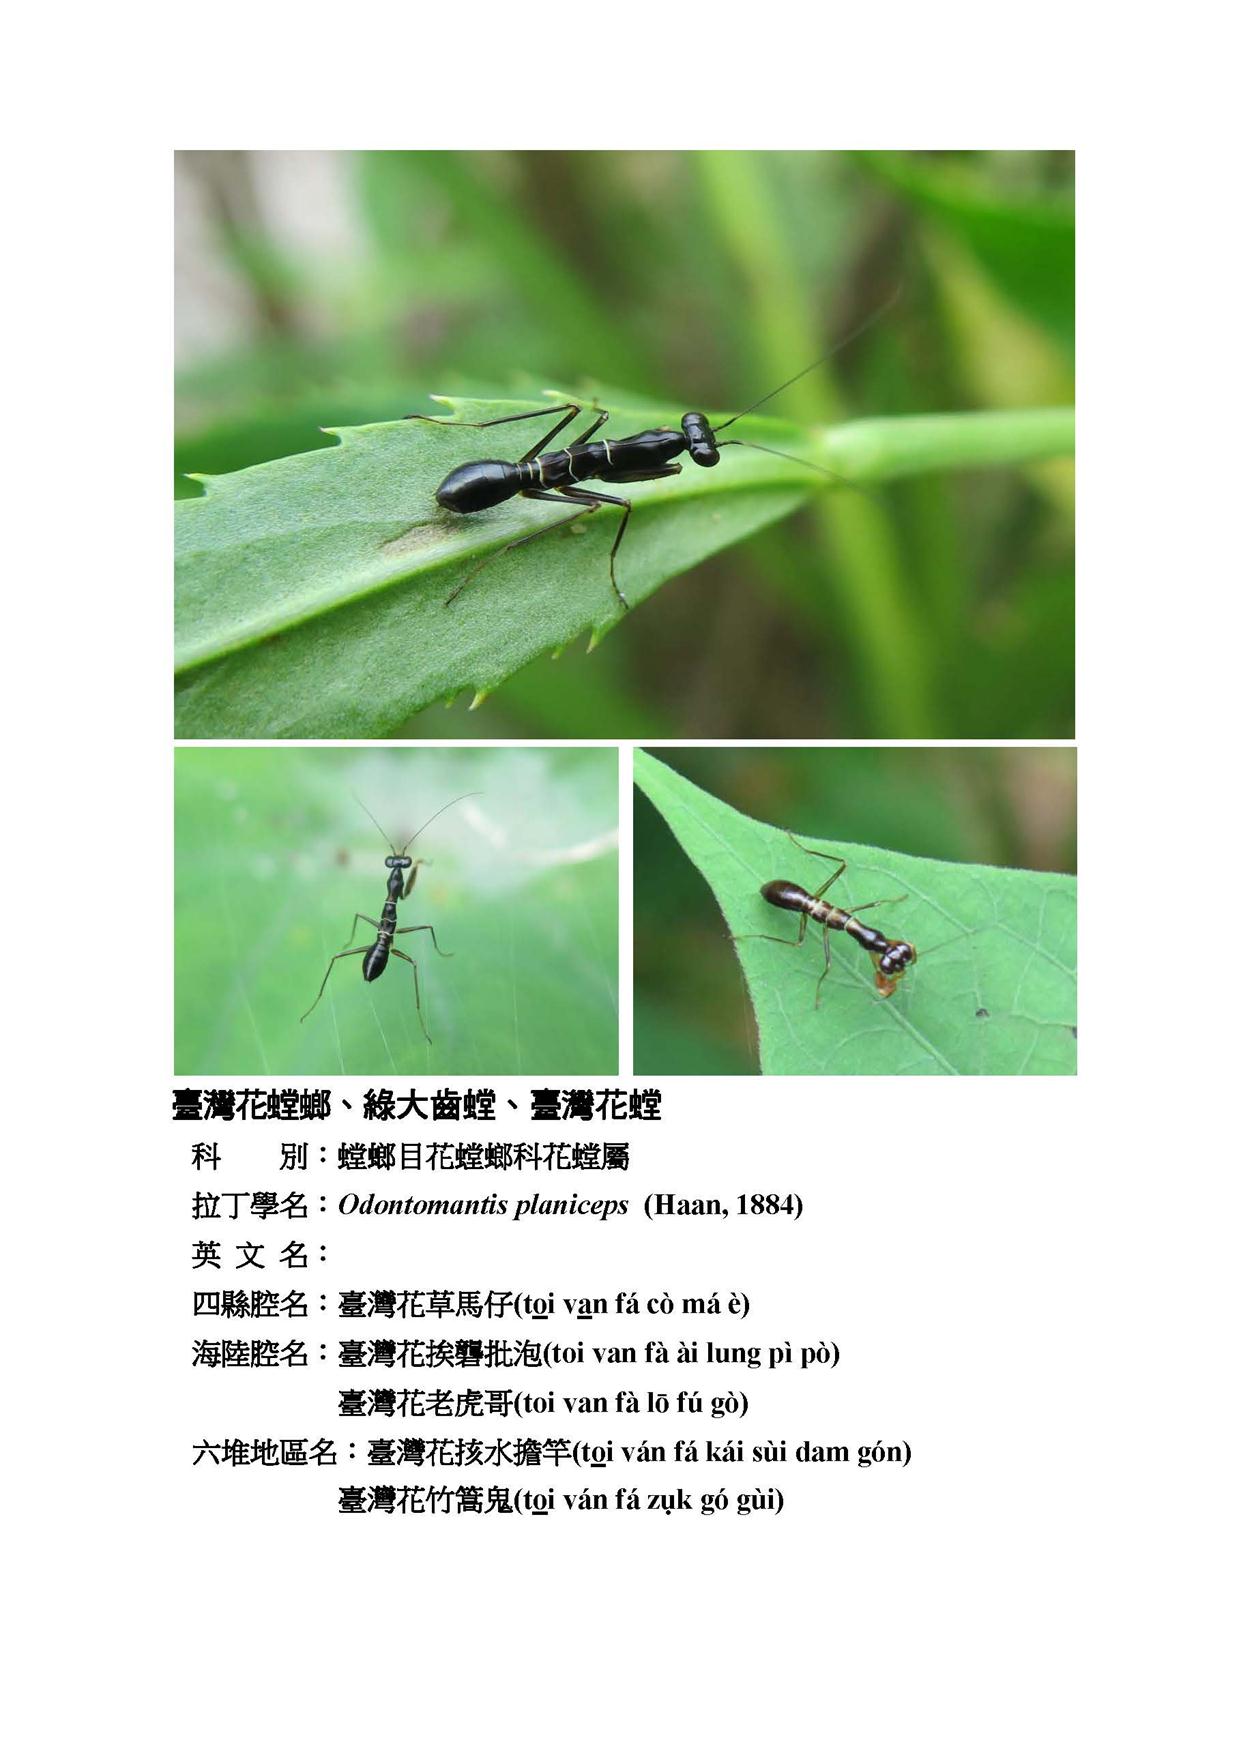 臺灣花螳螂、綠大齒螳、臺灣花螳
科　　別：螳螂目花螳螂科花螳屬
拉丁學名：Odontomantis planiceps (Haan, 1884)
英 文 名：
四縣腔名：臺灣花草馬仔(toi van fá cò má è)
海陸腔名：臺灣花挨礱批泡(toi van fà ài lung pì pò)
臺灣花老虎哥(toi van fà lō fú gò)
六堆地區名：臺灣花㧡水擔竿(toi ván fá kái sùi dam gón)
臺灣花竹篙鬼(toi ván fá zụk gó gùi)